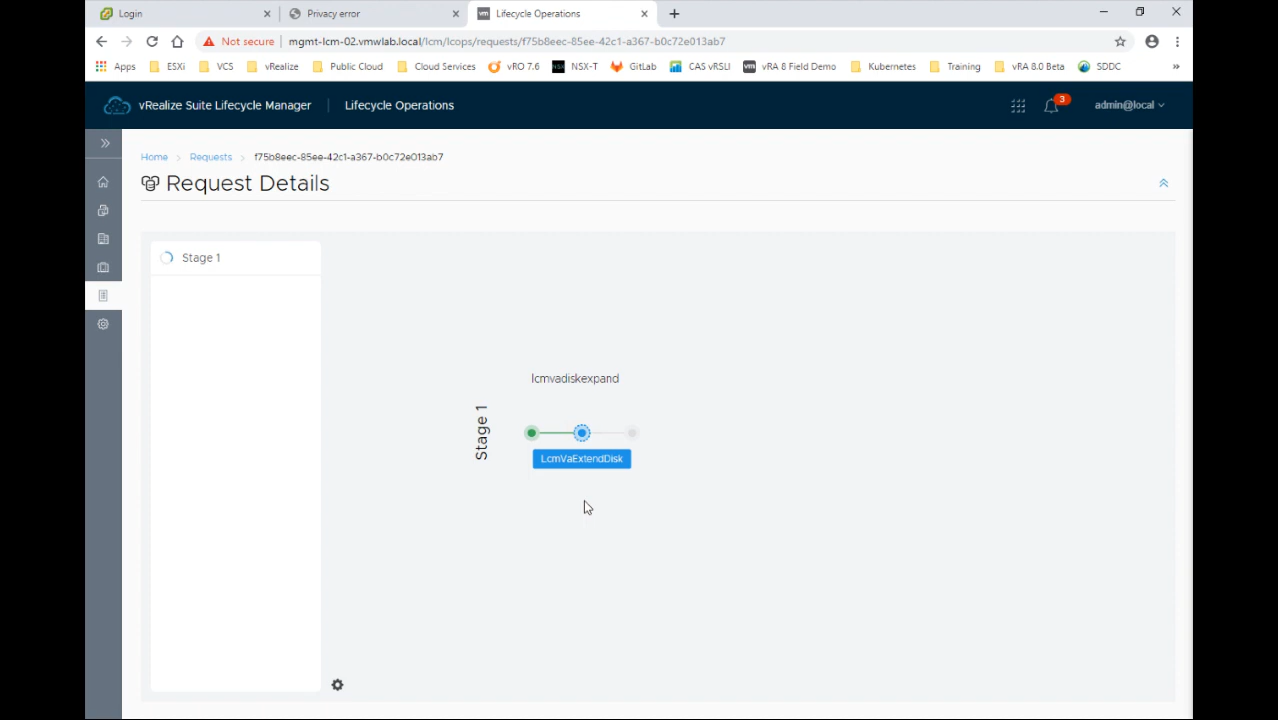 Login
Privacy error
vm Lifecycle Operations
Not secure mgmt-lcm-02.vmwlab.local/lcm/lcops/requests/f75b8eec-85ee-42c1-a367-b0c72e013ab7
Apps ESXi VCS vRealize Public Cloud Cloud Services vRO 7.6 NSX-T GitLab CAS vRSLI vm vRA 8 Field Demo Kubernetes Training vRA 8.0 Beta SDDC »
vRealize Suite Lifecycle Manager | Lifecycle Operations 3 admin@local
Home > Requests > f75b8eec-85ee-42c1-a367-b0c72e013ab7
Request Details
Stage 1
lcmvadiskexpand
Stage 1
LcmVaExtendDisk